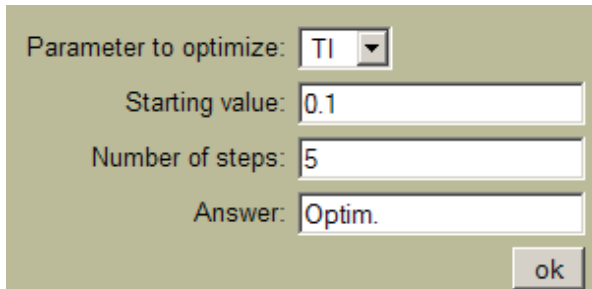 Parameter to optimize: TI
Starting value: 0.1
Number of steps: 5
Answer: Optim.
ok